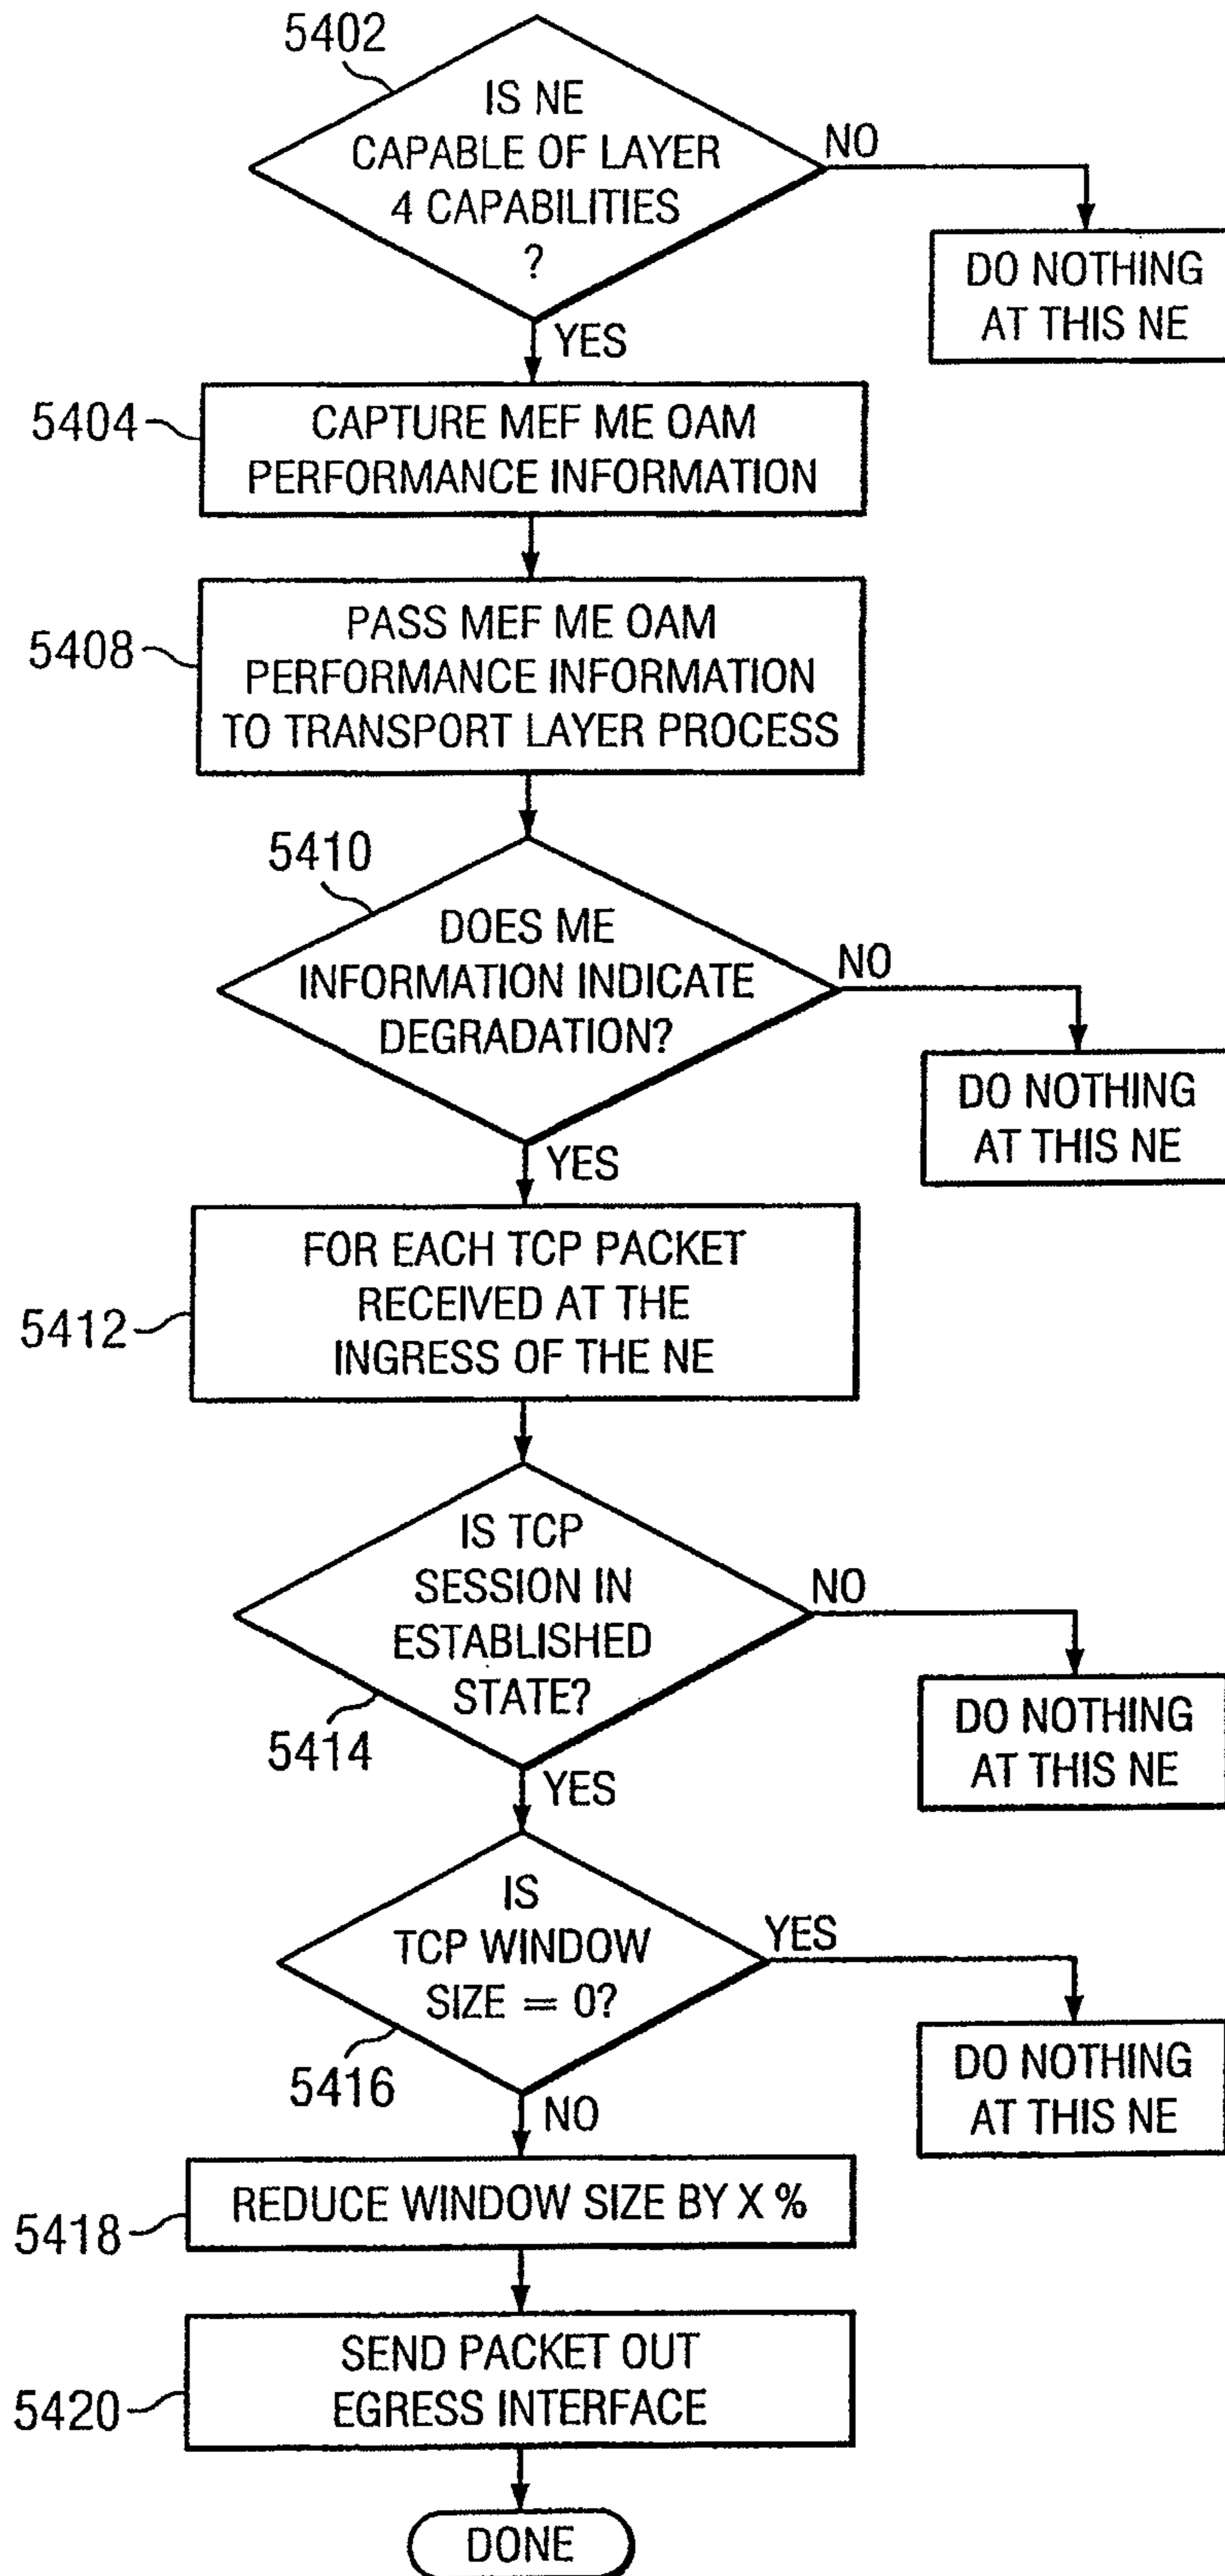 5402
IS NE
CAPABLE OF LAYER
4 CAPABILITIES
?
NO
DO NOTHING
AT THIS NE
YES
5404
CAPTURE MEF ME OAM
PERFORMANCE INFORMATION
5408
PASS MEF ME OAM
PERFORMANCE INFORMATION
TO TRANSPORT LAYER PROCESS
5410
DOES ME
INFORMATION INDICATE
DEGRADATION?
NO
DO NOTHING
AT THIS NE
YES
5412
FOR EACH TCP PACKET
RECEIVED AT THE
INGRESS OF THE NE
IS TCP
SESSION IN
ESTABLISHED
STATE?
5414
NO
DO NOTHING
AT THIS NE
YES
IS
TCP WINDOW
SIZE = 0?
5416
YES
DO NOTHING
AT THIS NE
NO
5418
REDUCE WINDOW SIZE BY X %
5420
SEND PACKET OUT
EGRESS INTERFACE
DONE